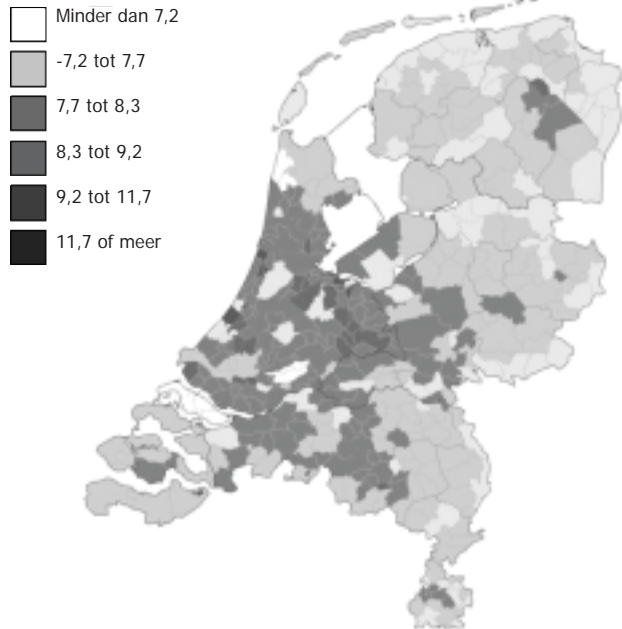 Minder dan 7,2
-7,2 tot 7,7
7,7 tot 8,3
8,3 tot 9,2
9,2 tot 11,7
11,7 of meer